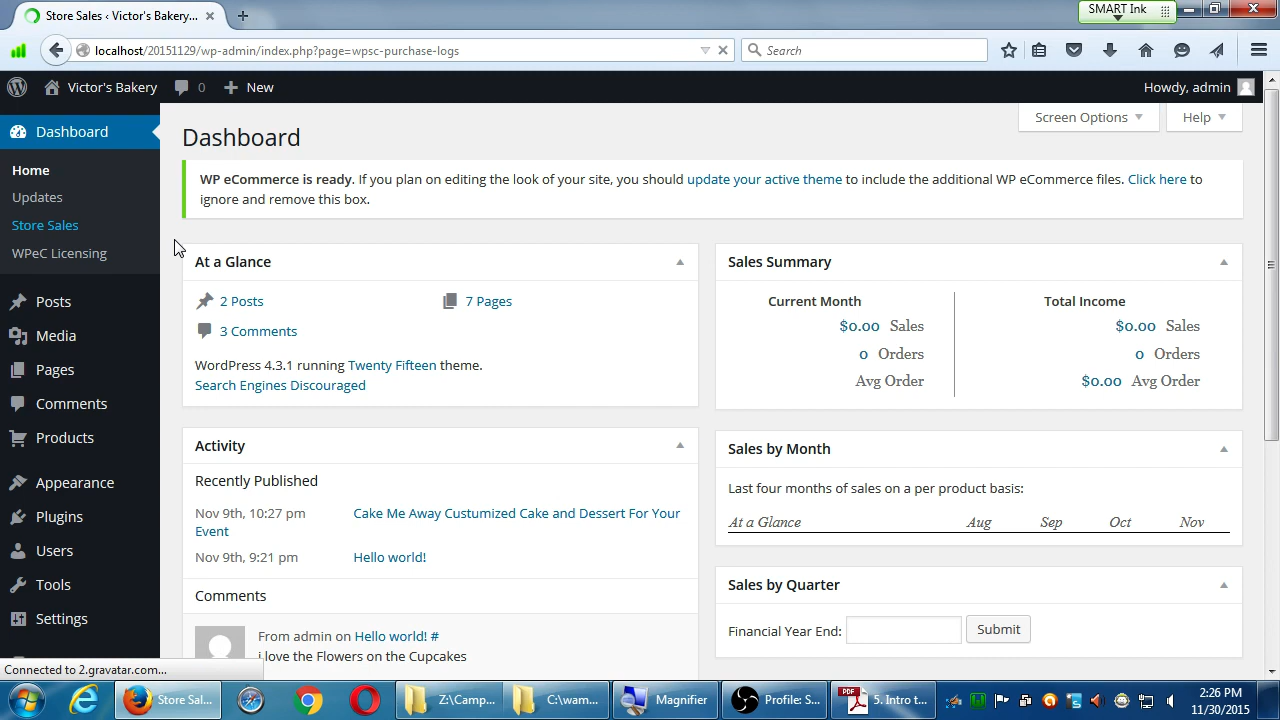 Store Sales ‹ Victor's Bakery...
SMART Ink
localhost/20151129/wp-admin/index.php?page=wpsc-purchase-logs
Search
Victor's Bakery
0
New
Howdy, admin
Screen Options
Help
Dashboard
Home
Updates
Store Sales
WPeC Licensing
Posts
Media
Pages
Comments
Products
Appearance
Plugins
Users
Tools
Settings
Dashboard
WP eCommerce is ready. If you plan on editing the look of your site, you should update your active theme to include the additional WP eCommerce files. Click here to
ignore and remove this box.
At a Glance
2 Posts
7 Pages
3 Comments
WordPress 4.3.1 running Twenty Fifteen theme.
Search Engines Discouraged
Activity
Recently Published
Nov 9th, 10:27 pm
Cake Me Away Custumized Cake and Dessert For Your
Event
Nov 9th, 9:21 pm
Hello world!
Comments
From admin on Hello world! #
i love the Flowers on the Cupcakes
Sales Summary
Current Month
Total Income
$0.00 Sales
$0.00 Sales
0 Orders
0 Orders
Avg Order
$0.00 Avg Order
Sales by Month
Last four months of sales on a per product basis:
At a Glance Aug Sep Oct Nov
Sales by Quarter
Financial Year End:
Submit
Connected to 2.gravatar.com...
Store Sal...
Z:\Camp...
C:\wam...
Magnifier
Profile: S...
PDF
5. Intro t...
2:26 PM
11/30/2015